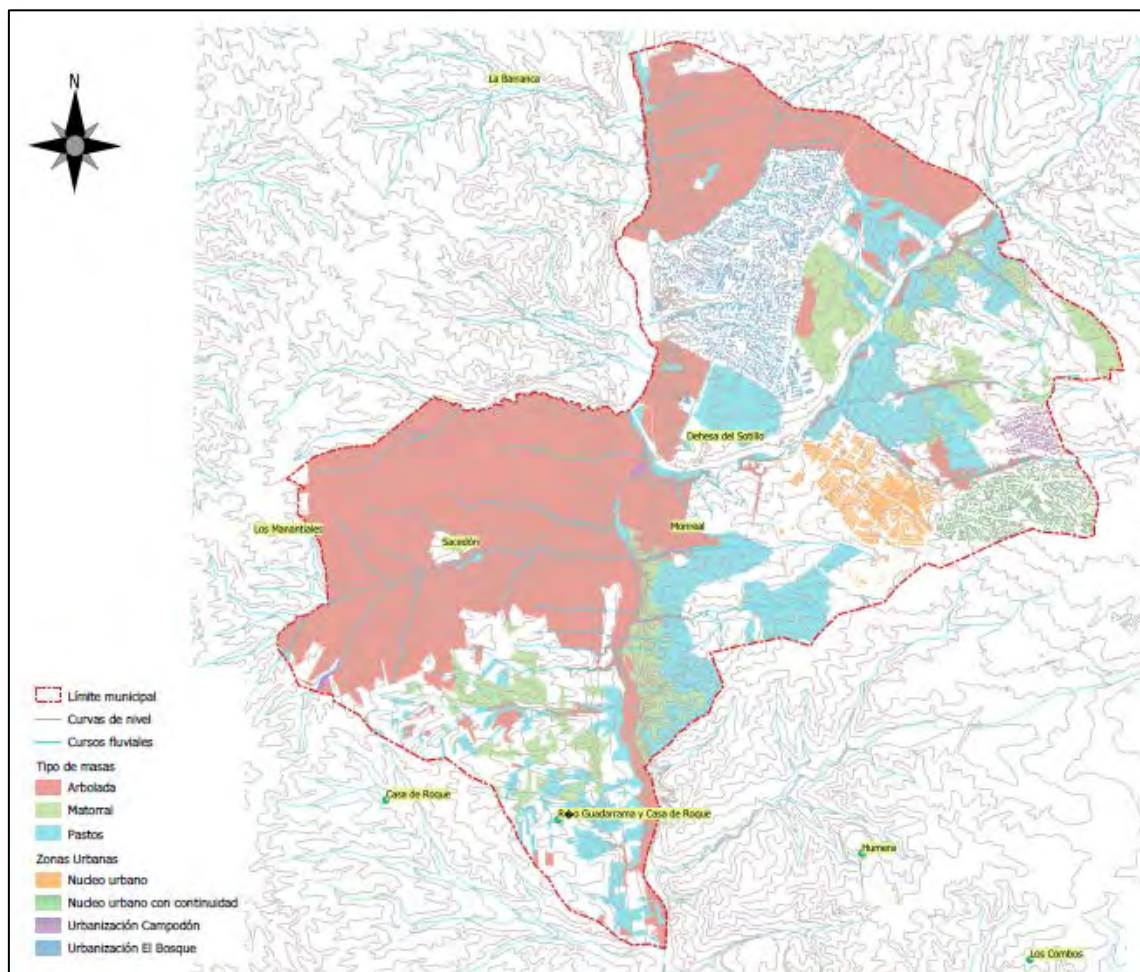 N
La Barranca
Dehesa del Sotillo
Los Manantiales
Monreal
Sacedón
Casa de Roque
R�o Guadarrama y Casa de Roque
Humera
Los Combos
Límite municipal
Curvas de nivel
Cursos fluviales
Tipo de masas
Arbolada
Matorral
Pastos
Zonas Urbanas
Nucleo urbano
Nucleo urbano con continuidad
Urbanización Campodón
Urbanización El Bosque